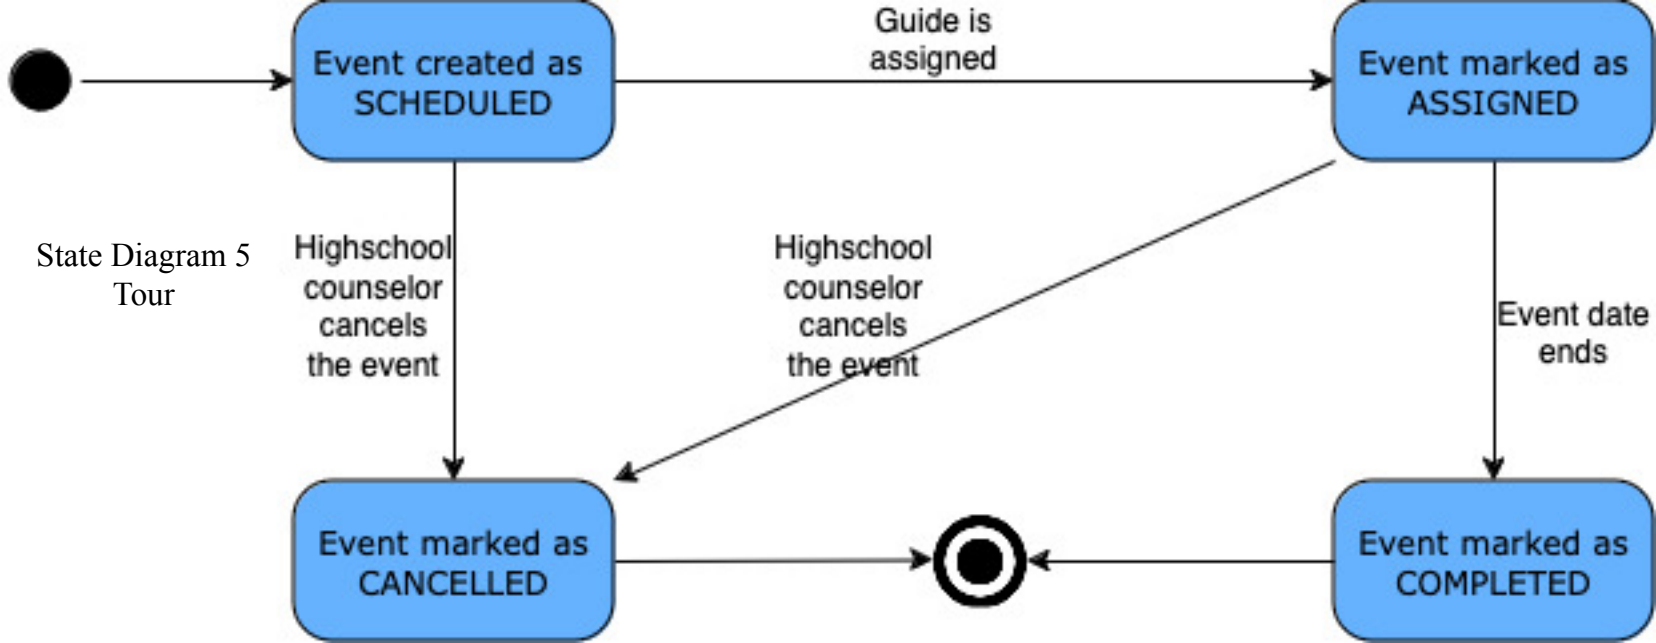 Event created as
SCHEDULED
Guide is
assigned
Event marked as
ASSIGNED
State Diagram 5
Tour
Highschool
counselor
cancels
the event
Highschool
counselor
cancels
the event
Event date
ends
Event marked as
CANCELLED
Event marked as
COMPLETED